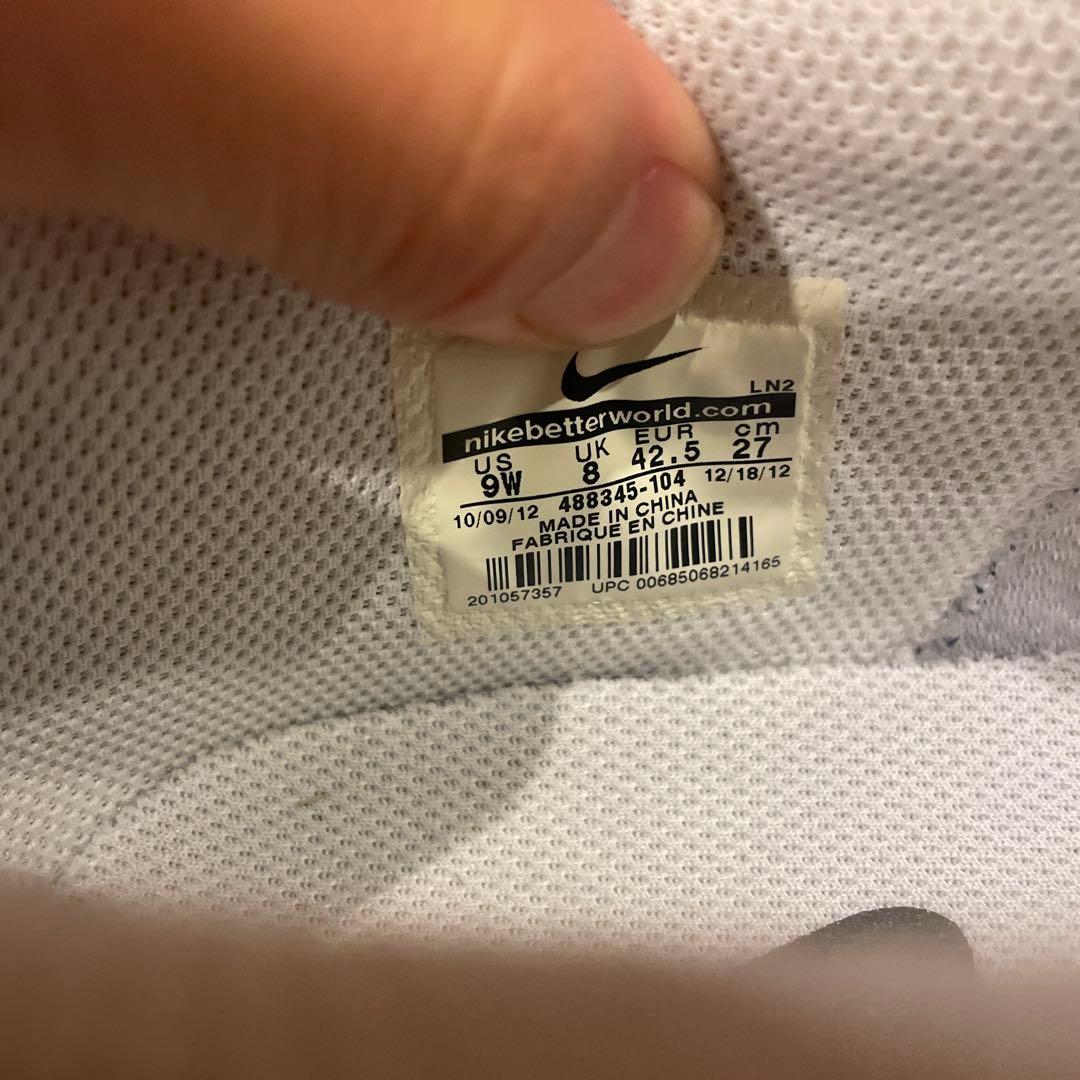 LN2
nikebetterworld.com
US UK EUR cm
9W 8 42.5 27
10/09/12 488345-104 12/18/12
MADE IN CHINA
FABRIQUE EN CHINE
201057357 UPC 00685068214165